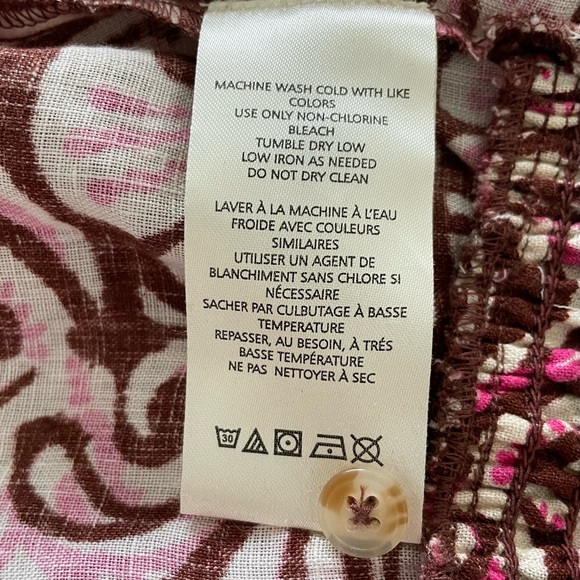 MACHINE WASH COLD WITH LIKE
COLORS
USE ONLY NON-CHLORINE
BLEACH
TUMBLE DRY LOW
LOW IRON AS NEEDED
DO NOT DRY CLEAN
LAVER À LA MACHINE À L'EAU
FROIDE AVEC COULEURS
SIMILAIRES
UTILISER UN AGENT DE
BLANCHIMENT SANS CHLORE SI
NÉCESSAIRE
SACHER PAR CULBUTAGE À BASSE
TEMPERATURE
REPASSER, AU BESOIN, À TRÉS
BASSE TEMPÉRATURE
NE PAS NETTOYER À SEC
30